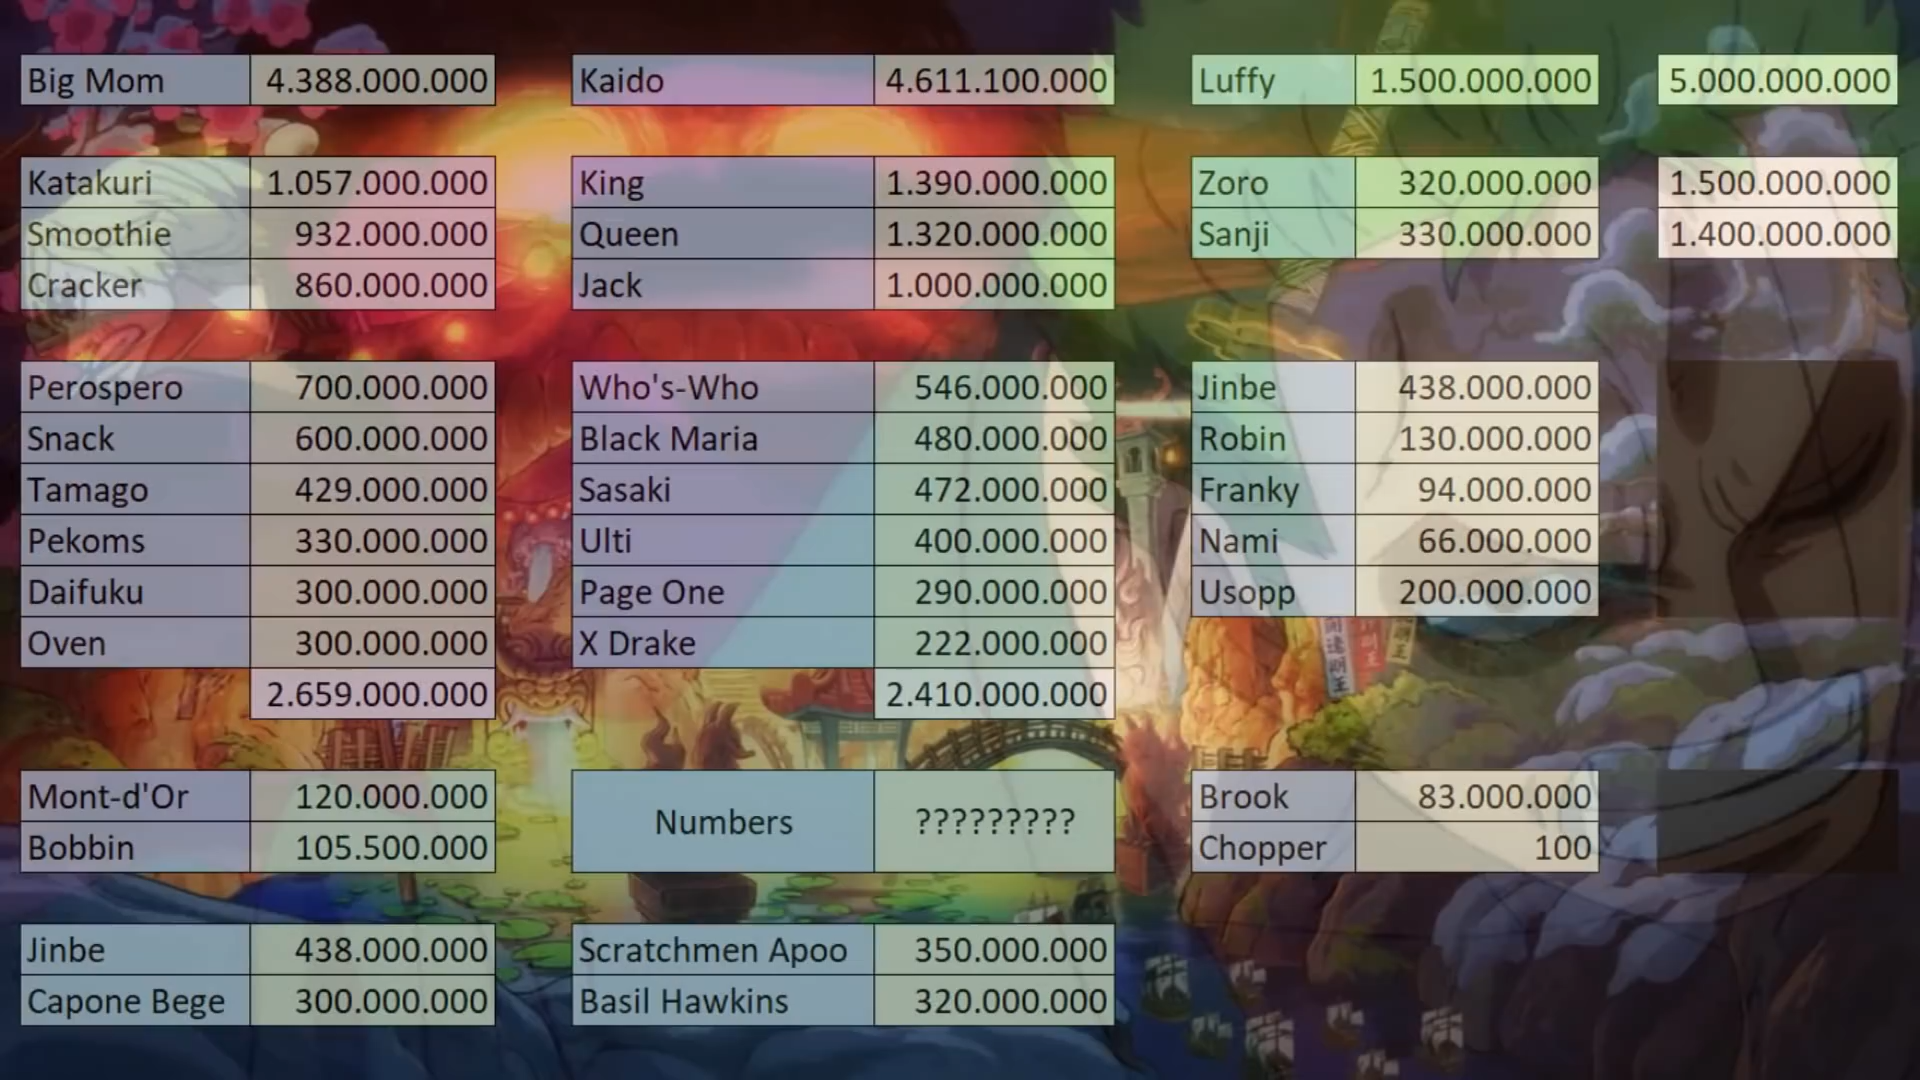 Big Mom 4.388.000.000 Kaido 4.611.100.000 Luffy 1.500.000.000 5.000.000.000
Katakuri 1.057.000.000 King 1.390.000.000 Zoro 320.000.000 1.500.000.000
Smoothie 932.000.000 Queen 1.320.000.000 Sanji 330.000.000 1.400.000.000
Cracker 860.000.000 Jack 1.000.000.000
Perospero 700.000.000 Who's-Who 546.000.000 Jinbe 438.000.000
Snack 600.000.000 Black Maria 480.000.000 Robin 130.000.000
Tamago 429.000.000 Sasaki 472.000.000 Franky 94.000.000
Pekoms 330.000.000 Ulti 400.000.000 Nami 66.000.000
Daifuku 300.000.000 Page One 290.000.000 Usopp 200.000.000
Oven 300.000.000 X Drake 222.000.000
2.659.000.000 2.410.000.000
Mont-d'Or 120.000.000 Numbers ????????? Brook 83.000.000
Bobbin 105.500.000 Chopper 100
Jinbe 438.000.000 Scratchmen Apoo 350.000.000
Capone Bege 300.000.000 Basil Hawkins 320.000.000